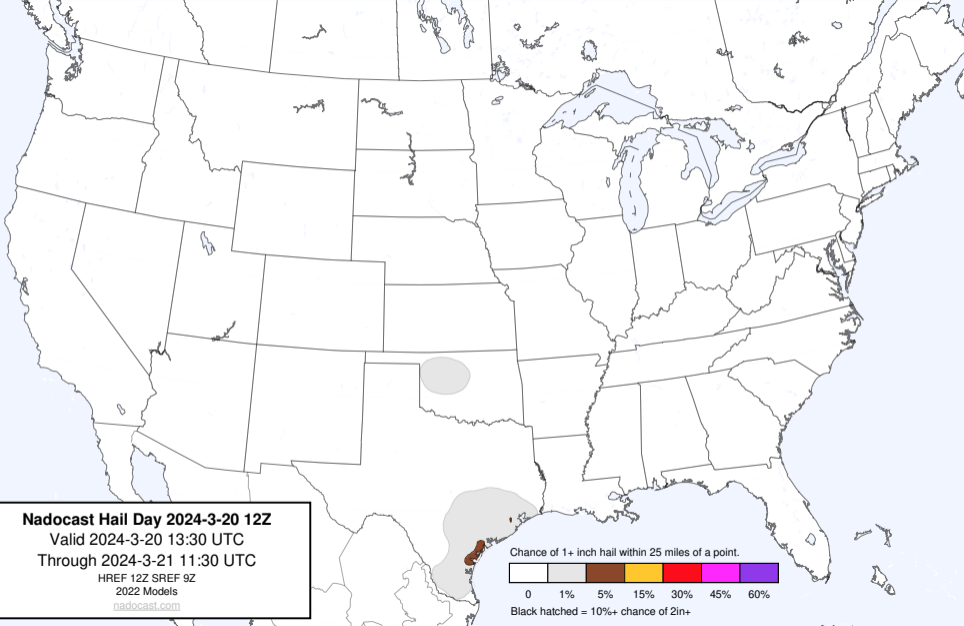 Nadocast Hail Day 2024-3-20 12Z
Valid 2024-3-20 13:30 UTC
Through 2024-3-21 11:30 UTC
HREF 12Z SREF 9Z
2022 Models
nadocast.com
Chance of 1+ inch hail within 25 miles of a point.
0 1% 5% 15% 30% 45% 60%
Black hatched = 10%+ chance of 2in+